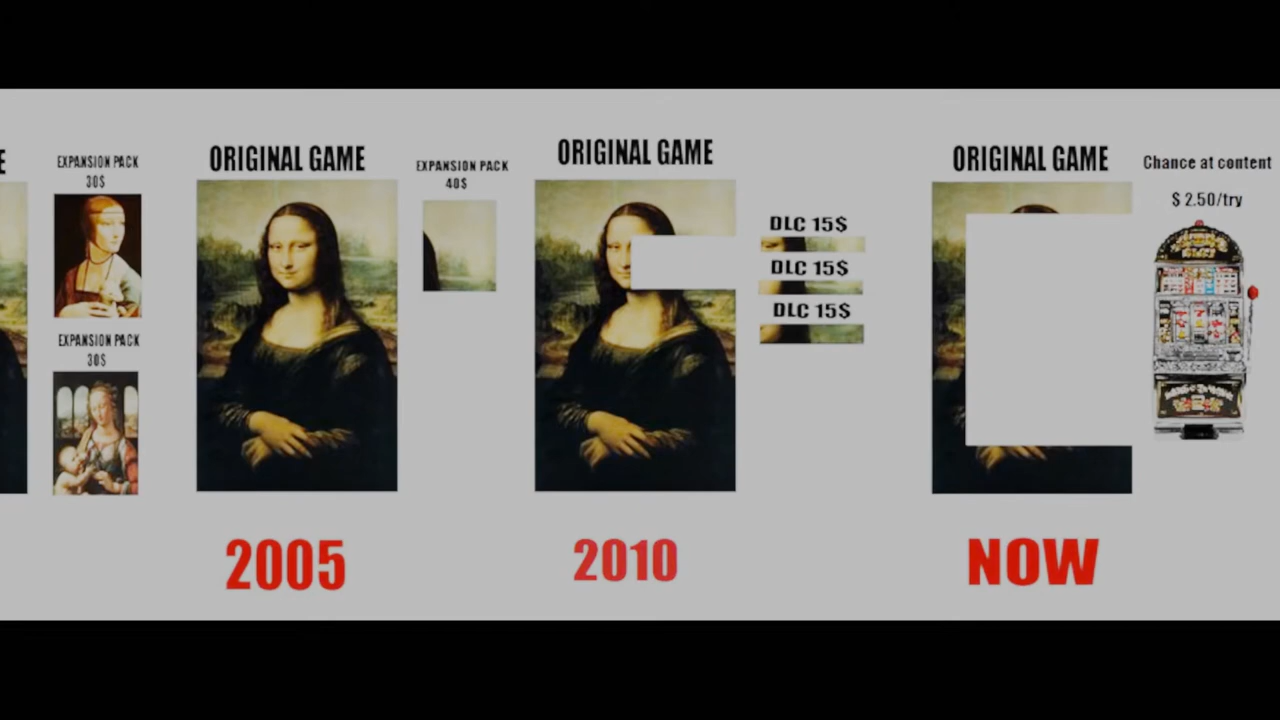 E
EXPANSION PACK
30$
EXPANSION PACK
30$
ORIGINAL GAME
EXPANSION PACK
40$
2005
ORIGINAL GAME
DLC 15$
DLC 15$
DLC 15$
2010
ORIGINAL GAME
Chance at content
$ 2.50/try
NOW